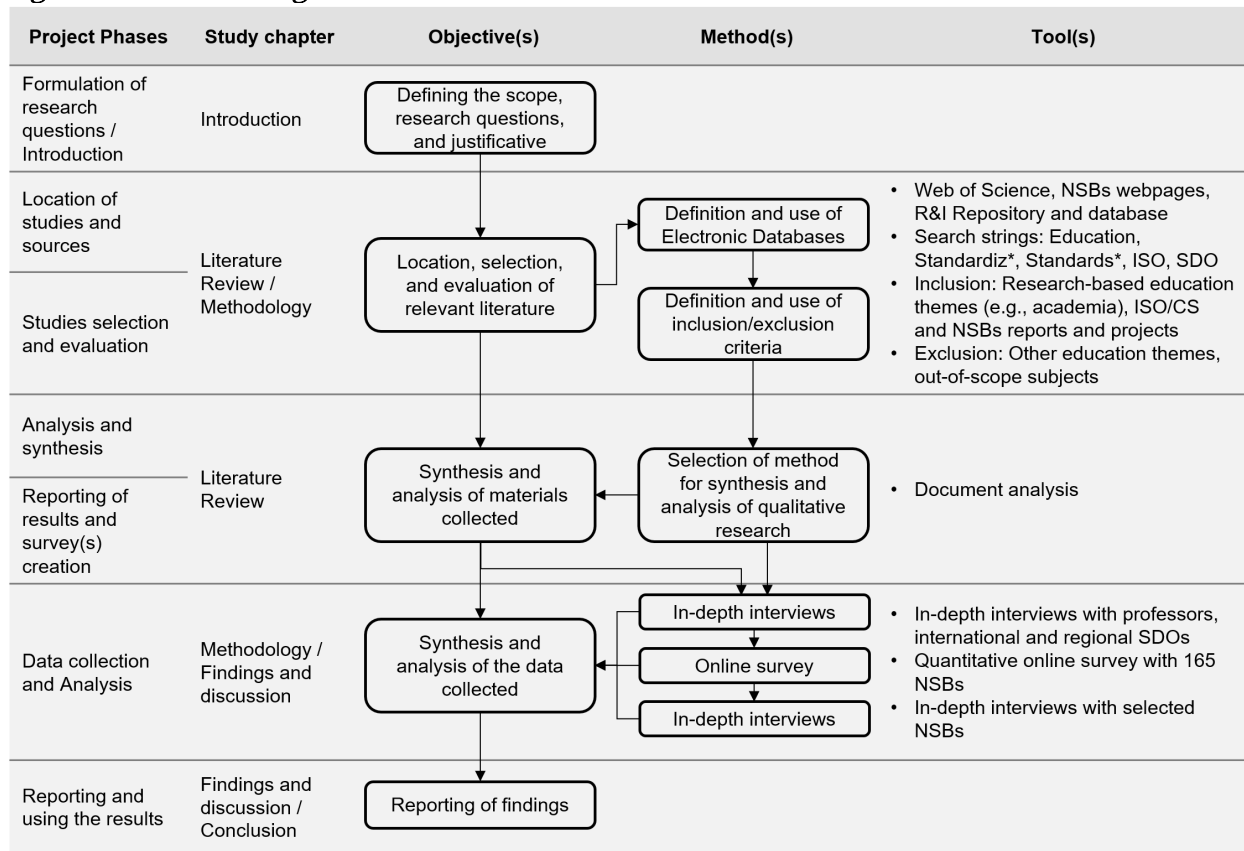 Project Phases
Study chapter
Objective(s)
Method(s)
Tool(s)
Formulation of
research
questions /
Introduction
Introduction
Defining the scope,
research questions,
and justificative
Location of
studies and
sources
Studies selection
and evaluation
Literature
Review /
Methodology
Location, selection,
and evaluation of
relevant literature
Definition and use of
Electronic Databases
Definition and use of
inclusion/exclusion
criteria
• Web of Science, NSBs webpages,
R&I Repository and database
• Search strings: Education,
Standardiz*, Standards*, ISO, SDO
• Inclusion: Research-based education
themes (e.g., academia), ISO/CS
and NSBs reports and projects
• Exclusion: Other education themes,
out-of-scope subjects
Analysis and
synthesis
Reporting of
results and
survey(s)
creation
Literature
Review
Synthesis and
analysis of materials
collected
Selection of method
for synthesis and
analysis of qualitative
research
• Document analysis
Data collection
and Analysis
Methodology /
Findings and
discussion
Synthesis and
analysis of the data
collected
In-depth interviews
Online survey
In-depth interviews
• In-depth interviews with professors,
international and regional SDOs
• Quantitative online survey with 165
NSBs
• In-depth interviews with selected
NSBs
Reporting and
using the results
Findings and
discussion /
Conclusion
Reporting of findings